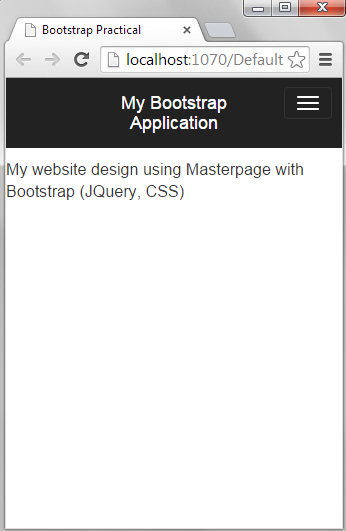 Bootstrap Practical
localhost:1070/Default
My Bootstrap
Application
My website design using Masterpage with
Bootstrap (JQuery, CSS)